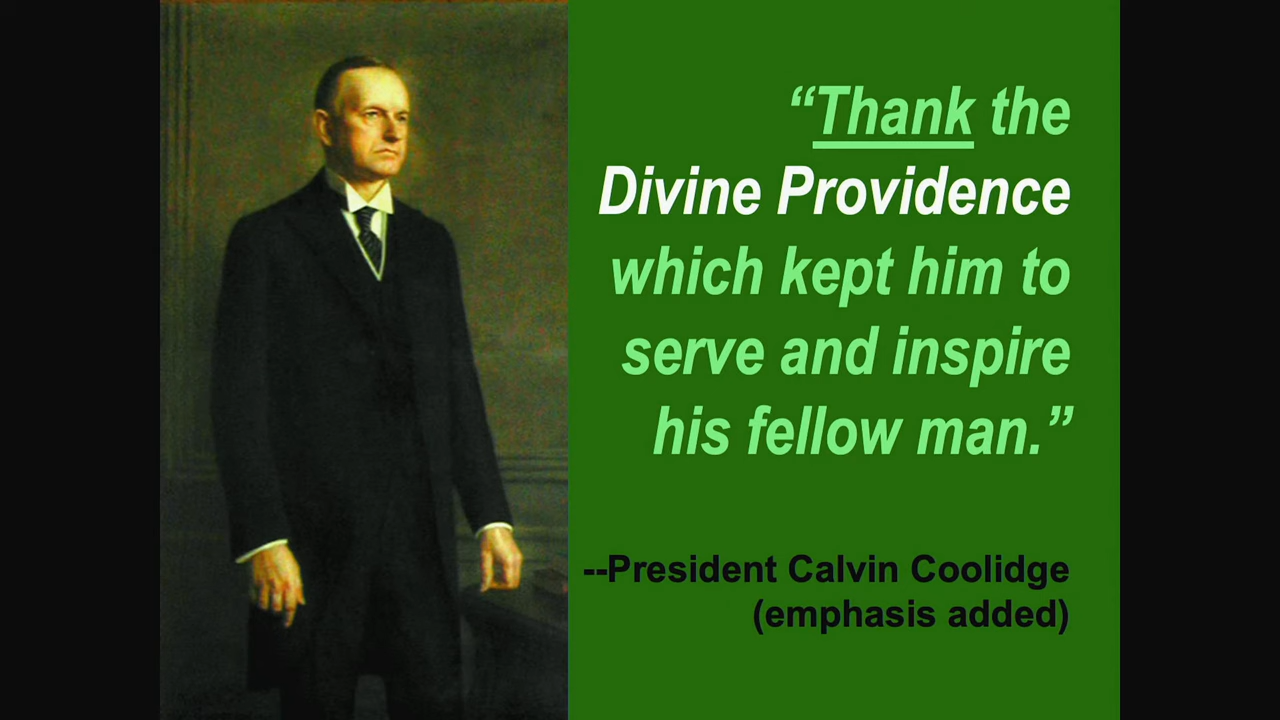 “Thank the
Divine Providence
which kept him to
serve and inspire
his fellow man.”
--President Calvin Coolidge
(emphasis added)